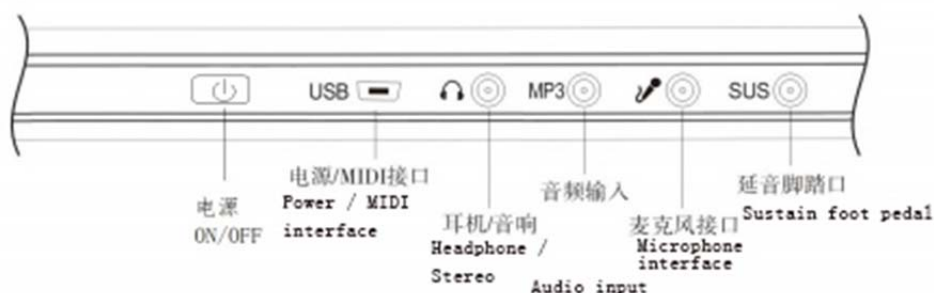 USB
MP3
SUS
电源
ON/OFF
电源/MIDI接口
Power / MIDI
interface
耳机/音响
Headphone /
Stereo
音频输入
Audio input
麦克风接口
Microphone
interface
延音脚踏口
Sustain foot pedal